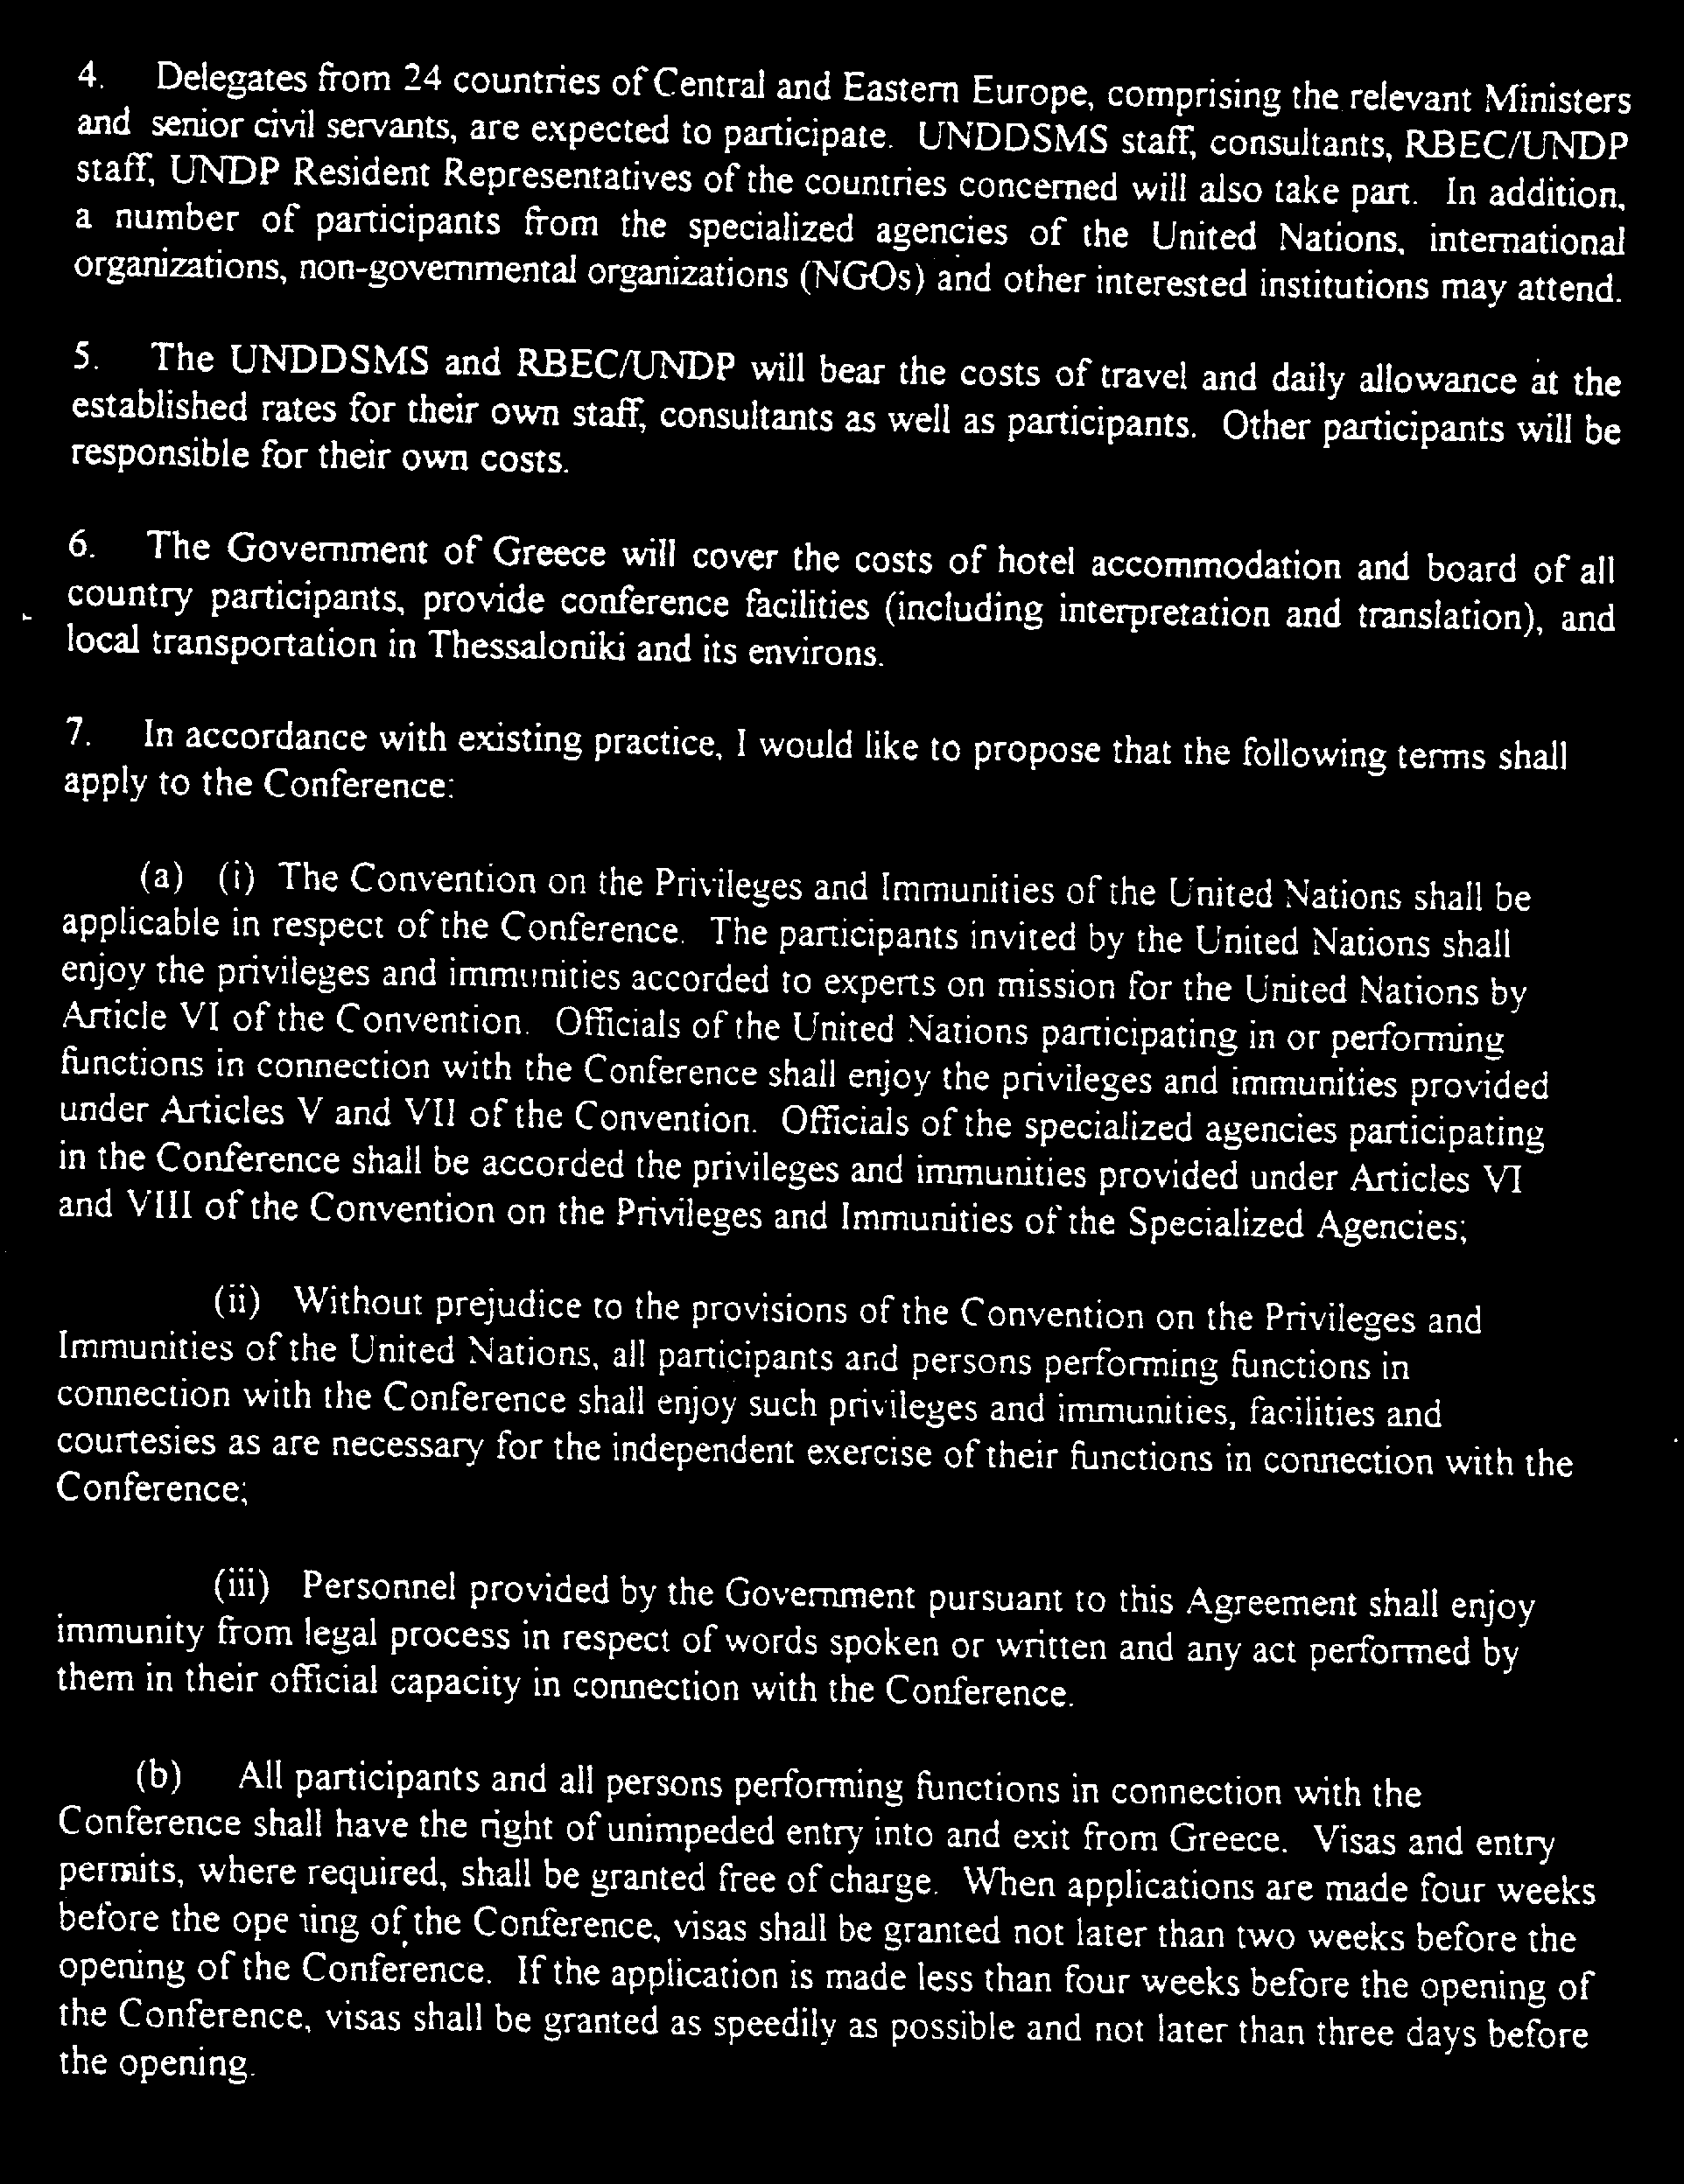 4. Delegates from 24 countries of Central and Eastern Europe, comprising the relevant Ministers
and senior civil servants, are expected to participate. UNDDSMS staff, consultants, RBEC/UNDP
staff, UNDP Resident Representatives of the countries concerned will also take part. In addition,
a number of participants from the specialized agencies of the United Nations, international
organizations, non-governmental organizations (NGOs) and other interested institutions may attend.
5. The UNDDSMS and RBEC/UNDP will bear the costs of travel and daily allowance at the
established rates for their own staff, consultants as well as participants. Other participants will be
responsible for their own costs.
6. The Government of Greece will cover the costs of hotel accommodation and board of all
country participants, provide conference facilities (including interpretation and translation), and
local transportation in Thessaloniki and its environs.
7. In accordance with existing practice, I would like to propose that the following terms shall
apply to the Conference:
(a) (i) The Convention on the Privileges and Immunities of the United Nations shall be
applicable in respect of the Conference. The participants invited by the United Nations shall
enjoy the privileges and immunities accorded to experts on mission for the United Nations by
Article VI of the Convention. Officials of the United Nations participating in or performing
functions in connection with the Conference shall enjoy the privileges and immunities provided
under Articles V and VII of the Convention. Officials of the specialized agencies participating
in the Conference shall be accorded the privileges and immunities provided under Articles VI
and VIII of the Convention on the Privileges and Immunities of the Specialized Agencies;
(ii) Without prejudice to the provisions of the Convention on the Privileges and
Immunities of the United Nations, all participants and persons performing functions in
connection with the Conference shall enjoy such privileges and immunities, facilities and
courtesies as are necessary for the independent exercise of their functions in connection with the
Conference;
(iii) Personnel provided by the Government pursuant to this Agreement shall enjoy
immunity from legal process in respect of words spoken or written and any act performed by
them in their official capacity in connection with the Conference.
(b) All participants and all persons performing functions in connection with the
Conference shall have the right of unimpeded entry into and exit from Greece. Visas and entry
permits, where required, shall be granted free of charge. When applications are made four weeks
before the opening of the Conference, visas shall be granted not later than two weeks before the
opening of the Conference. If the application is made less than four weeks before the opening of
the Conference, visas shall be granted as speedily as possible and not later than three days before
the opening.